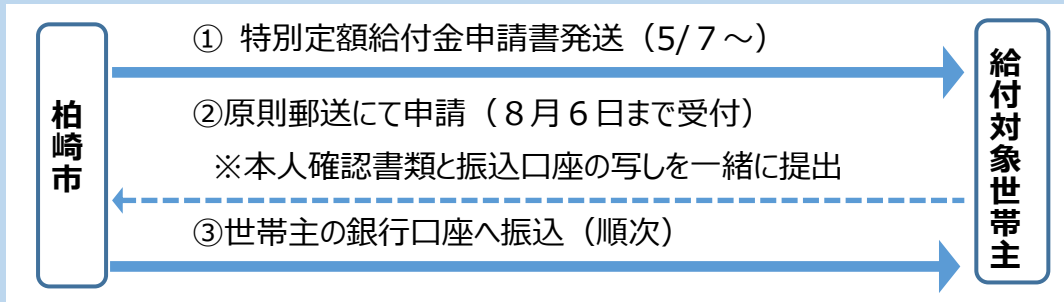 柏崎市
① 特別定額給付金申請書発送（5/７～）
②原則郵送にて申請（８月６日まで受付）
※本人確認書類と振込口座の写しを一緒に提出
③世帯主の銀行口座へ振込（順次）
給付対象世帯主